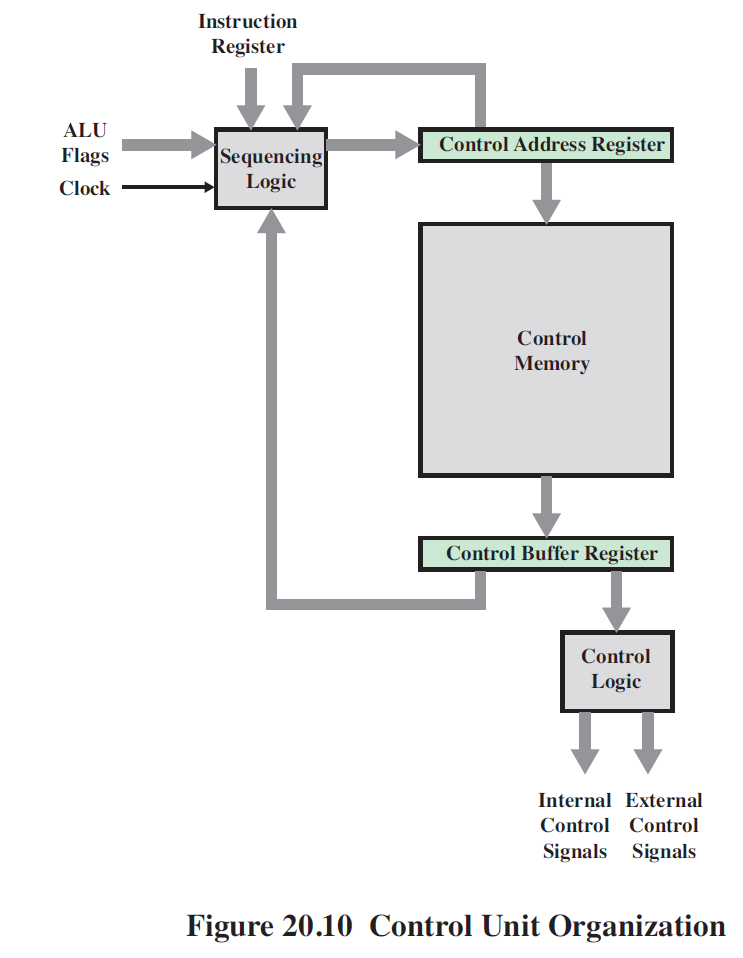 Instruction
Register
ALU
Flags
Clock
Sequencing
Logic
Control Address Register
Control
Memory
Control Buffer Register
Control
Logic
Internal
Control
Signals
External
Control
Signals
Figure 20.10 Control Unit Organization